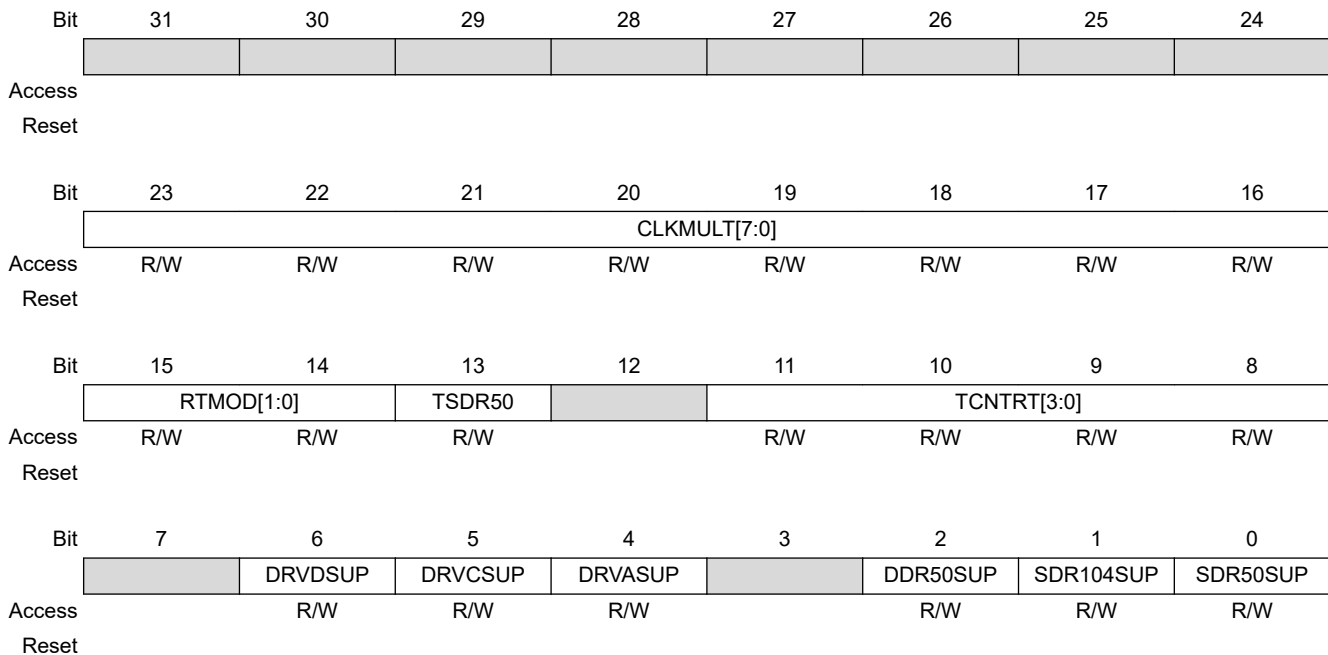 Bit 31 30 29 28 27 26 25 24
Access
Reset
Bit 23 22 21 20 19 18 17 16
CLKMULT[7:0]
Access R/W R/W R/W R/W R/W R/W R/W R/W
Reset
Bit 15 14 13 12 11 10 9 8
RTMOD[1:0] TSDR50 TCNTRT[3:0]
Access R/W R/W R/W R/W R/W R/W R/W
Reset
Bit 7 6 5 4 3 2 1 0
DRVDSUP DRVCSUP DRVASUP DDR50SUP SDR104SUP SDR50SUP
Access R/W R/W R/W R/W R/W R/W
Reset